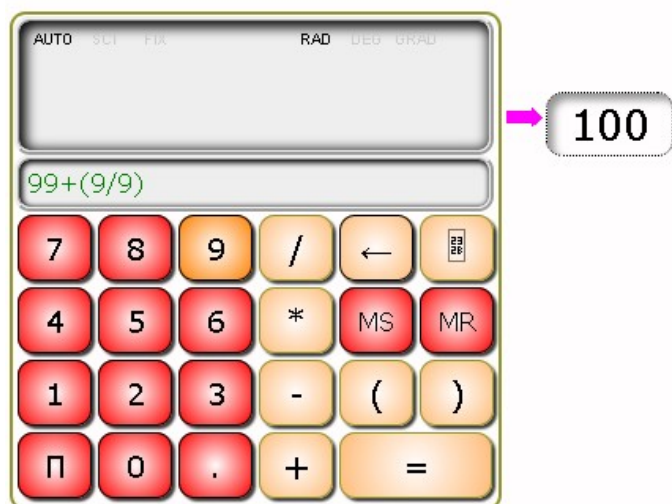 AUTO SCI FIX RAD DEG GRAD
100
99+(9/9)
7 8 9 / ←
4 5 6 * MS MR
1 2 3 - ( )
П 0 . + =